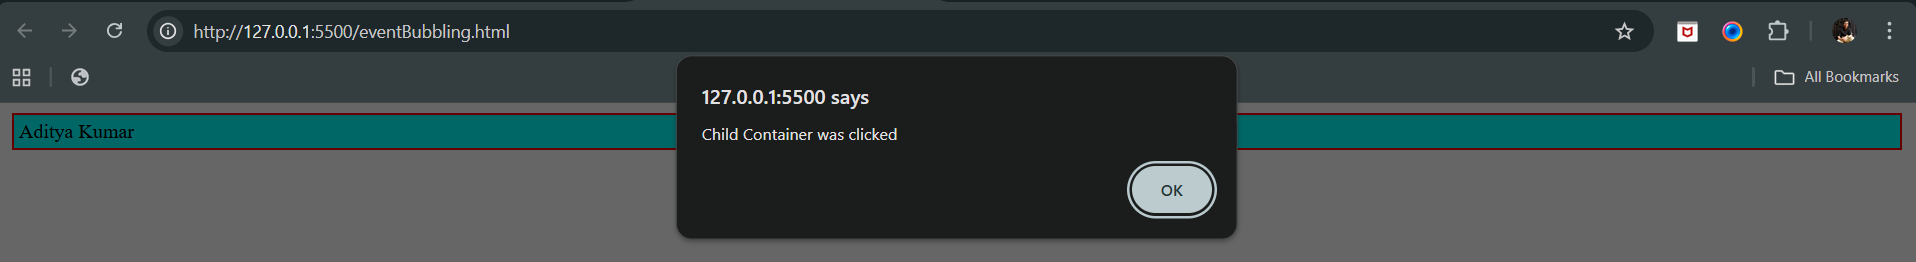 http://127.0.0.1:5500/eventBubbling.html
All Bookmarks
127.0.0.1:5500 says
Aditya Kumar
Child Container was clicked
OK